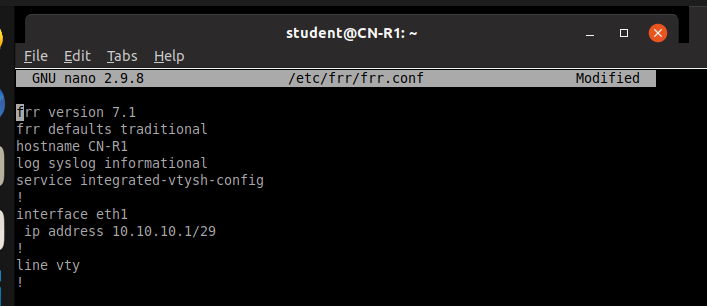 student@CN-R1: ~
File Edit Tabs Help
GNU nano 2.9.8 /etc/frr/frr.conf Modified
frr version 7.1
frr defaults traditional
hostname CN-R1
log syslog informational
service integrated-vtysh-config
!
interface eth1
ip address 10.10.10.1/29
!
line vty
!